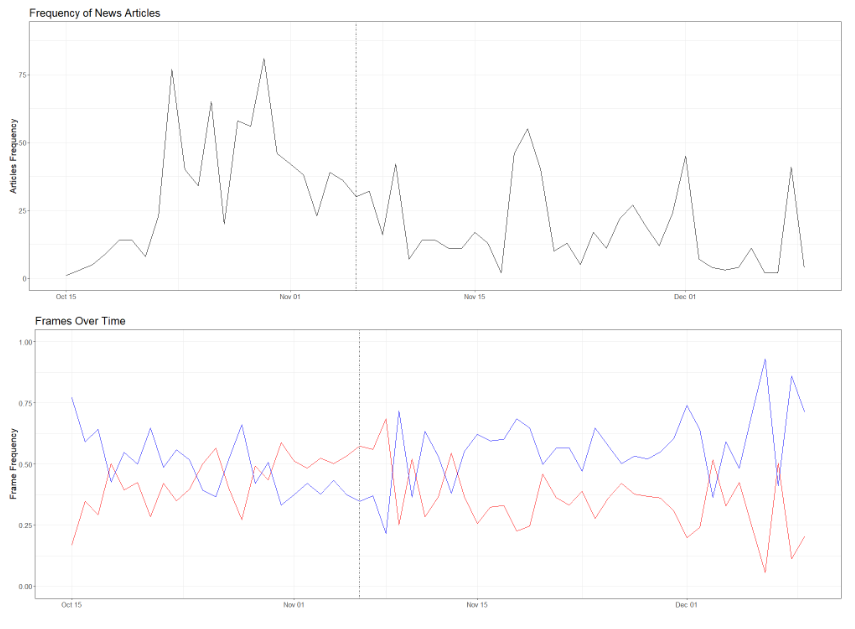 Frequency of News Articles
Articles Frequency
75
50
25
0
Oct 15 Nov 01 Nov 15 Dec 01
Frames Over Time
Frame Frequency
1.00
0.75
0.50
0.25
0.00
Oct 15 Nov 01 Nov 15 Dec 01